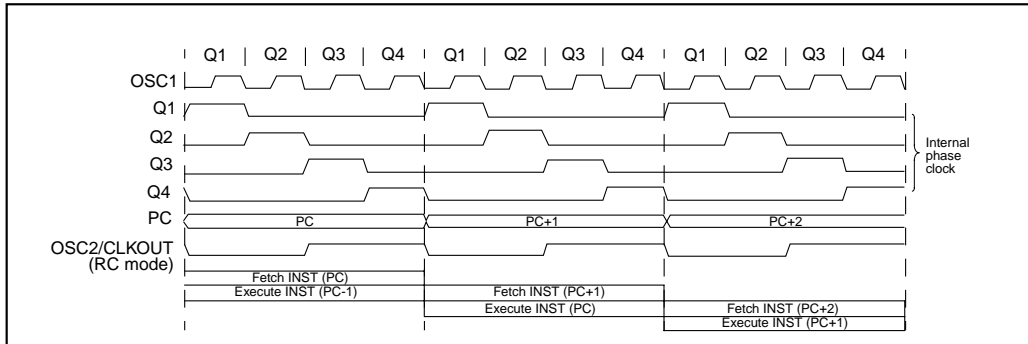 Q1 Q2 Q3 Q4 Q1 Q2 Q3 Q4 Q1 Q2 Q3 Q4
OSC1
Q1
Q2
Q3
Q4
PC
PC PC+1 PC+2
OSC2/CLKOUT
(RC mode)
Internal
phase
clock
Fetch INST (PC)
Execute INST (PC-1) Fetch INST (PC+1)
Execute INST (PC) Fetch INST (PC+2)
Execute INST (PC+1)